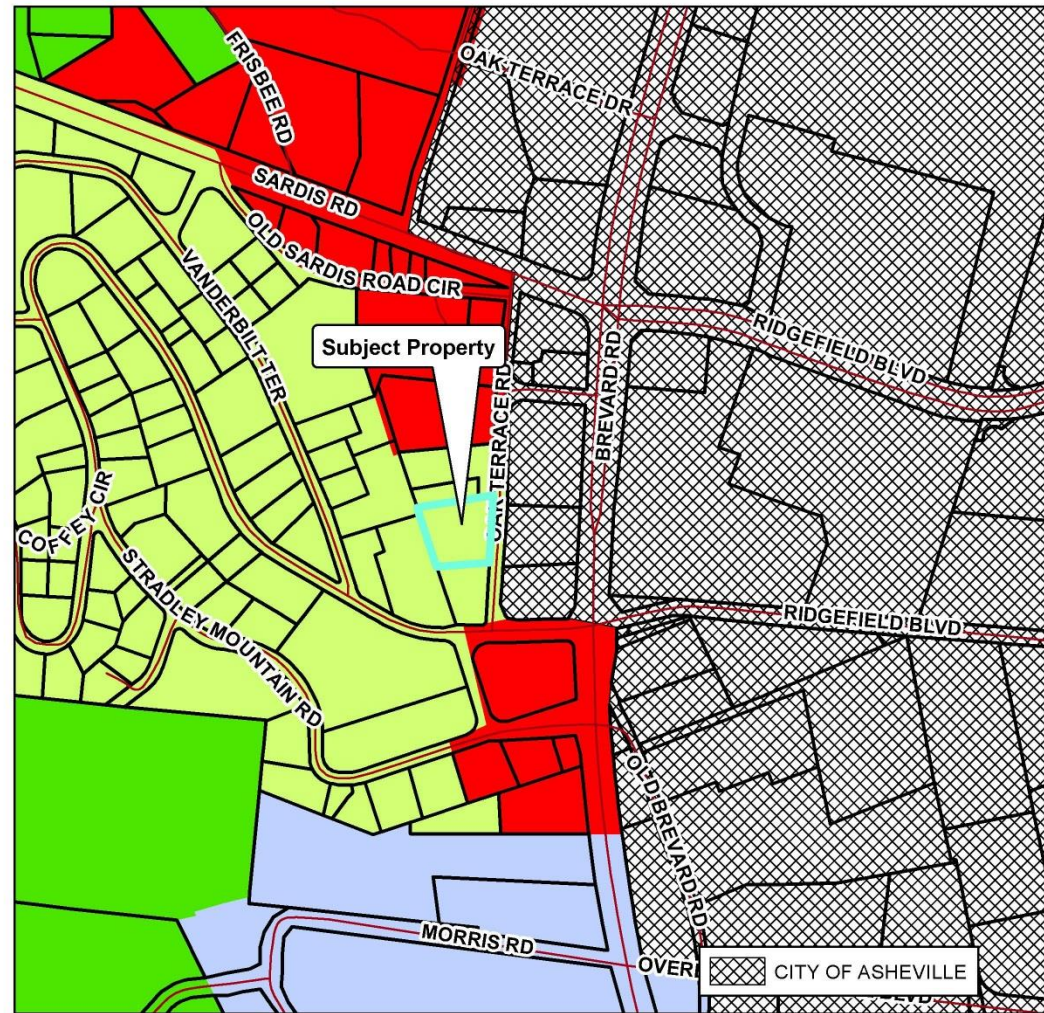 FRISBEE RD
OAK TERRACE DR
SARDIS RD
OLD SARDIS ROAD CIR
VANDERBILT TER
Subject Property
RIDGEFIELD BLVD
BREVARD RD
OAK TERRACE RD
COFFEY CIR
STRADLEY MOUNTAIN RD
RIDGEFIELD BLVD
OLD BREVARD RD
MORRIS RD
CITY OF ASHEVILLE